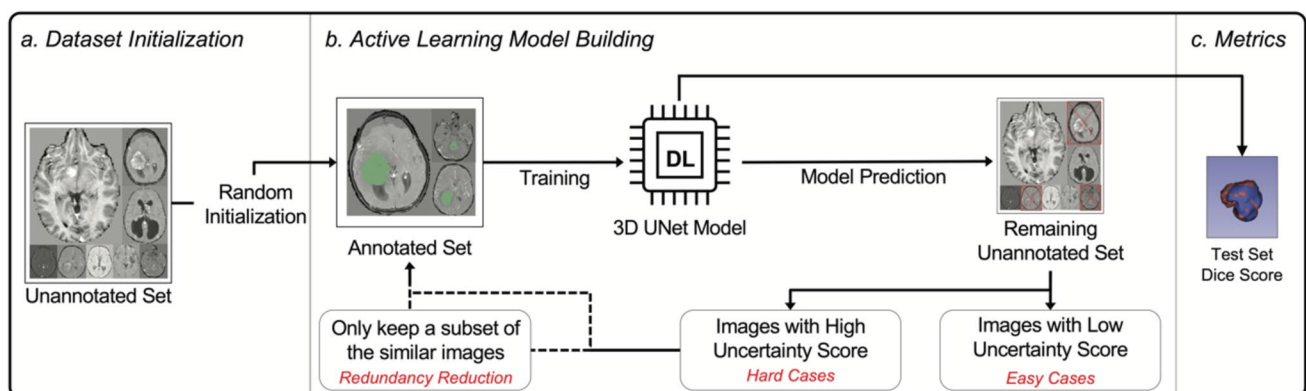 a. Dataset Initialization
b. Active Learning Model Building
c. Metrics
Unannotated Set
Random
Initialization
Annotated Set
Training
DL
3D UNet Model
Model Prediction
Remaining
Unannotated Set
Test Set
Dice Score
Only keep a subset of
the similar images
Redundancy Reduction
Images with High
Uncertainty Score
Hard Cases
Images with Low
Uncertainty Score
Easy Cases